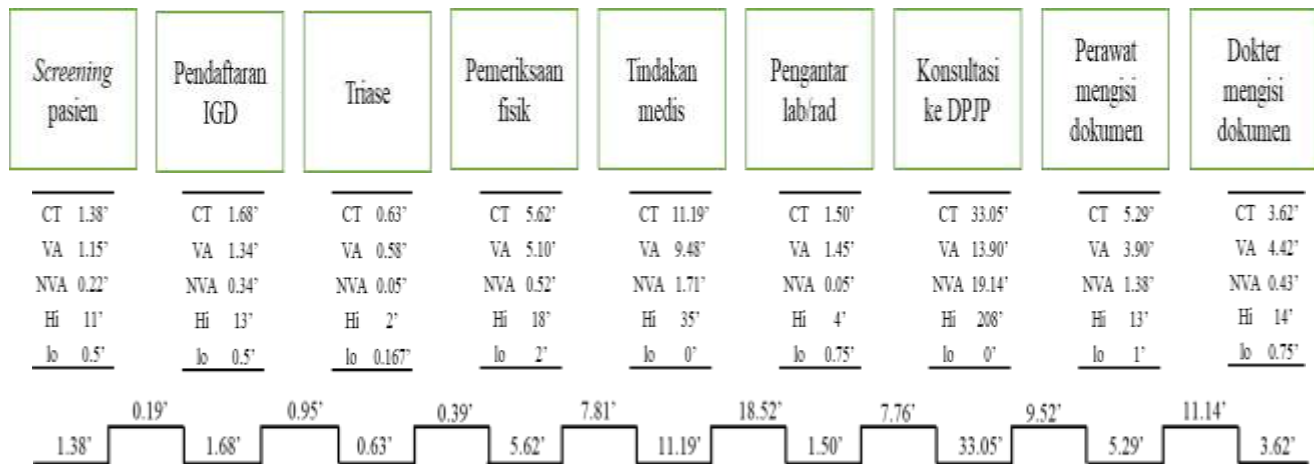 Screening
pasien
Pendaftaran
IGD
Triase
Pemeriksaan
fisik
Tindakan
medis
Pengantar
lab/rad
Konsultasi
ke DPJP
Perawat
mengisi
dokumen
Dokter
mengisi
dokumen
CT 1.38’
VA 1.15’
NVA 0.22’
Hi 11’
lo 0.5’
CT 1.68’
VA 1.34’
NVA 0.34’
Hi 13’
lo 0.5’
CT 0.63’
VA 0.58’
NVA 0.05’
Hi 2’
lo 0.167’
CT 5.62’
VA 5.10’
NVA 0.52’
Hi 18’
lo 2’
CT 11.19’
VA 9.48’
NVA 1.71’
Hi 35’
lo 0’
CT 1.50’
VA 1.45’
NVA 0.05’
Hi 4’
lo 0.75’
CT 33.05’
VA 13.90’
NVA 19.14’
Hi 208’
lo 0’
CT 5.29’
VA 3.90’
NVA 1.38’
Hi 13’
lo 1’
CT 3.62’
VA 4.42’
NVA 0.43’
Hi 14’
lo 0.75’
0.19’ 0.95’ 0.39’ 7.81’ 18.52’ 7.76’ 9.52’ 11.14’
1.38’ 1.68’ 0.63’ 5.62’ 11.19’ 1.50’ 33.05’ 5.29’ 3.62’